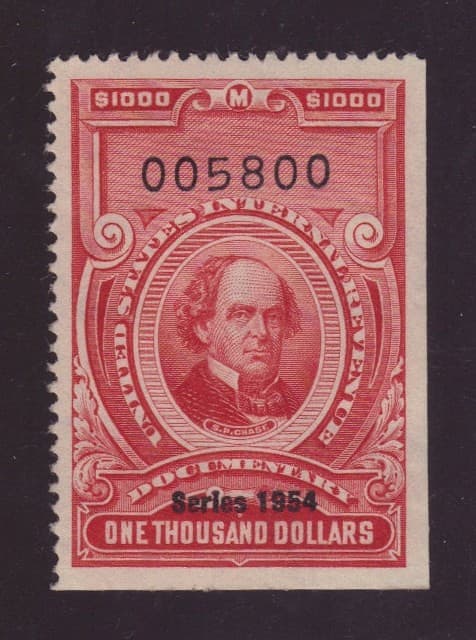 $1000 M $1000
005800
UNITED STATES INTERNAL REVENUE
S.P. CHASE
DOCUMENTARY
Series 1954
ONE THOUSAND DOLLARS